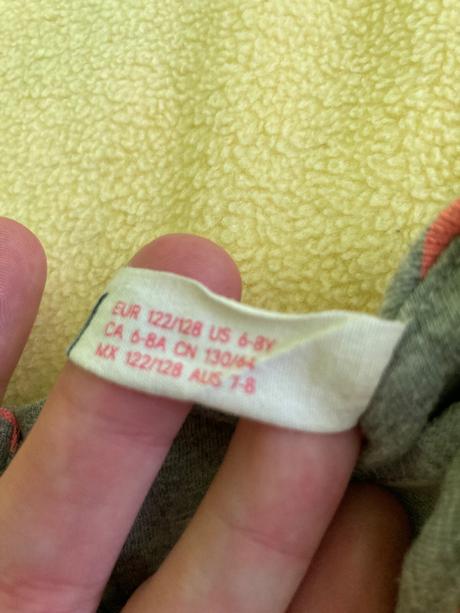 EUR 122/128 US 6-8Y
CA 6-8A CN 130/64
MX 122/128 AUS 7-8